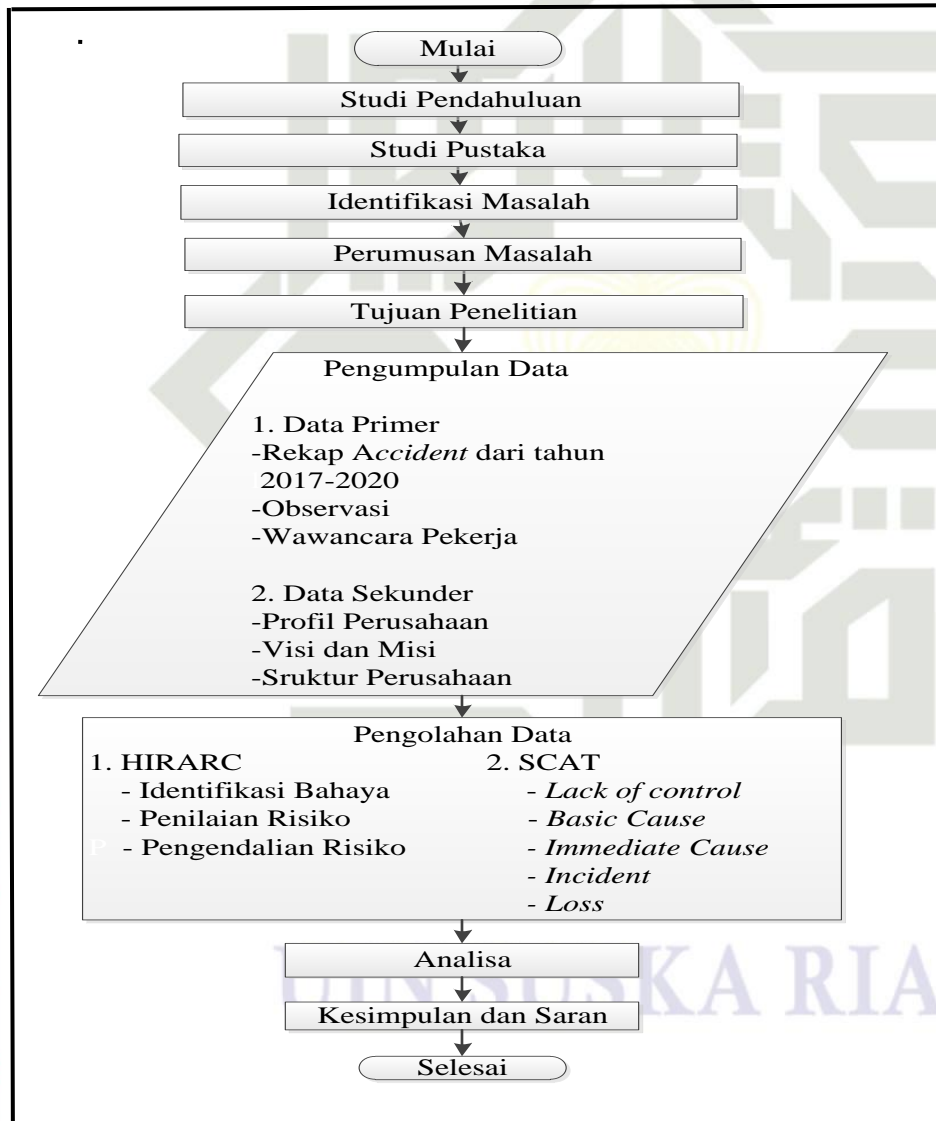 Mulai
Studi Pendahuluan
Studi Pustaka
Identifikasi Masalah
Perumusan Masalah
Tujuan Penelitian
Pengumpulan Data
1. Data Primer
-Rekap Accident dari tahun
2017-2020
-Observasi
-Wawancara Pekerja
2. Data Sekunder
-Profil Perusahaan
-Visi dan Misi
-Sruktur Perusahaan
Pengolahan Data
1. HIRARC
- Identifikasi Bahaya
- Penilaian Risiko
P - Pengendalian Risiko
2. SCAT
- Lack of control
- Basic Cause
- Immediate Cause
- Incident
- Loss
Analisa
UIN SUSKA RIA
Kesimpulan dan Saran
Selesai